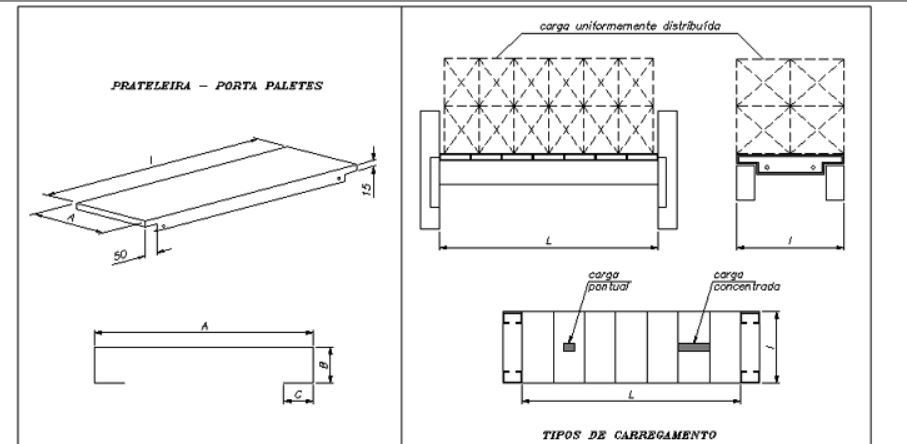 carga uniformemente distribuída
PRATELEIRA - PORTA PALETES
l
15
A
50
L
l
carga
pontual
carga
concentrada
A
B
C
l
L
TIPOS DE CARREGAMENTO